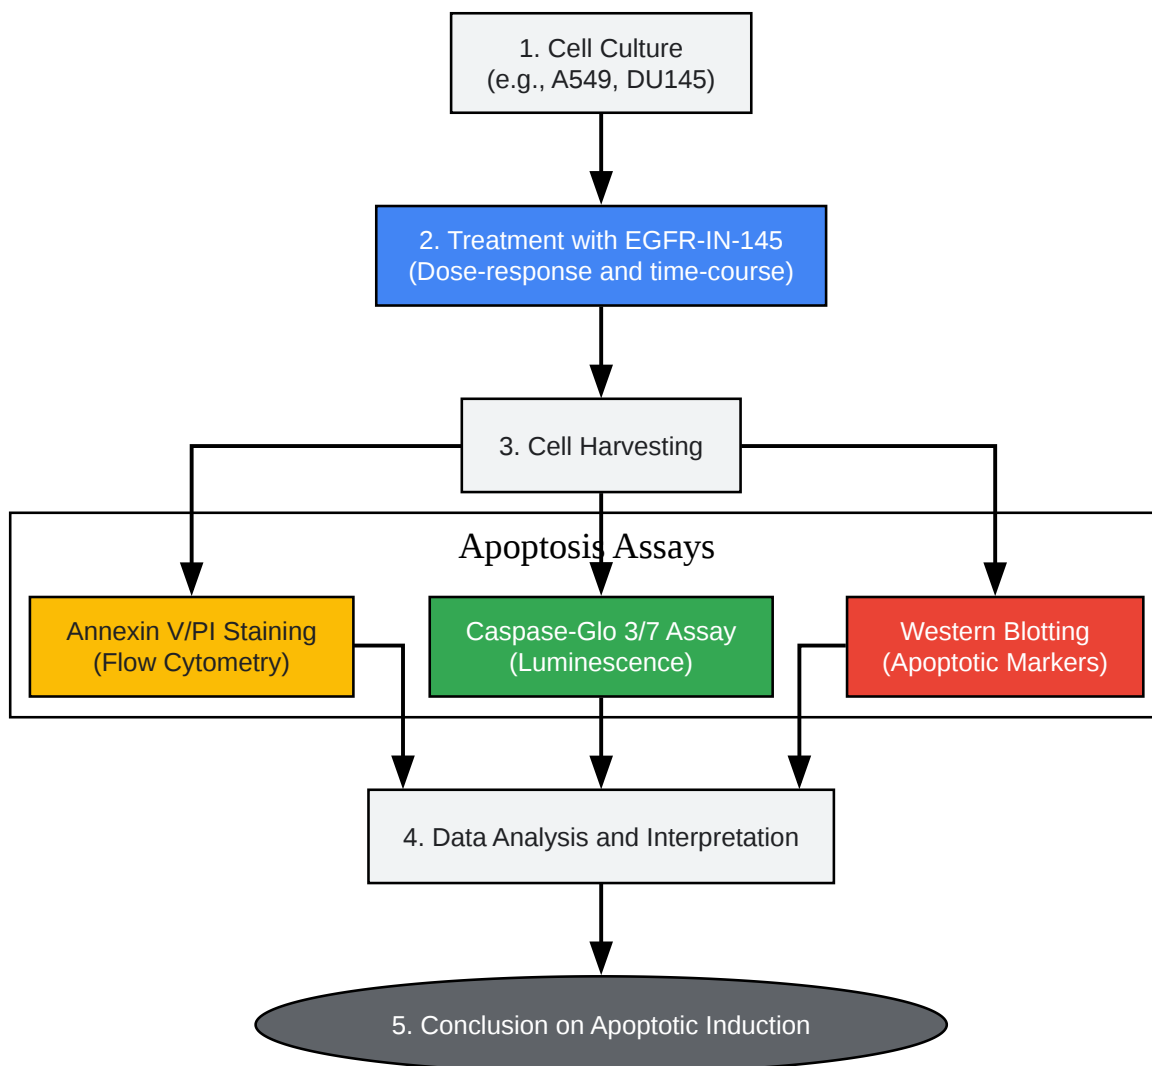 1. Cell Culture
(e.g., A549, DU145)
2. Treatment with EGFR-IN-145
(Dose-response and time-course)
3. Cell Harvesting
Apoptosis Assays
Annexin V/PI Staining
(Flow Cytometry)
Caspase-Glo 3/7 Assay
(Luminescence)
Western Blotting
(Apoptotic Markers)
4. Data Analysis and Interpretation
5. Conclusion on Apoptotic Induction